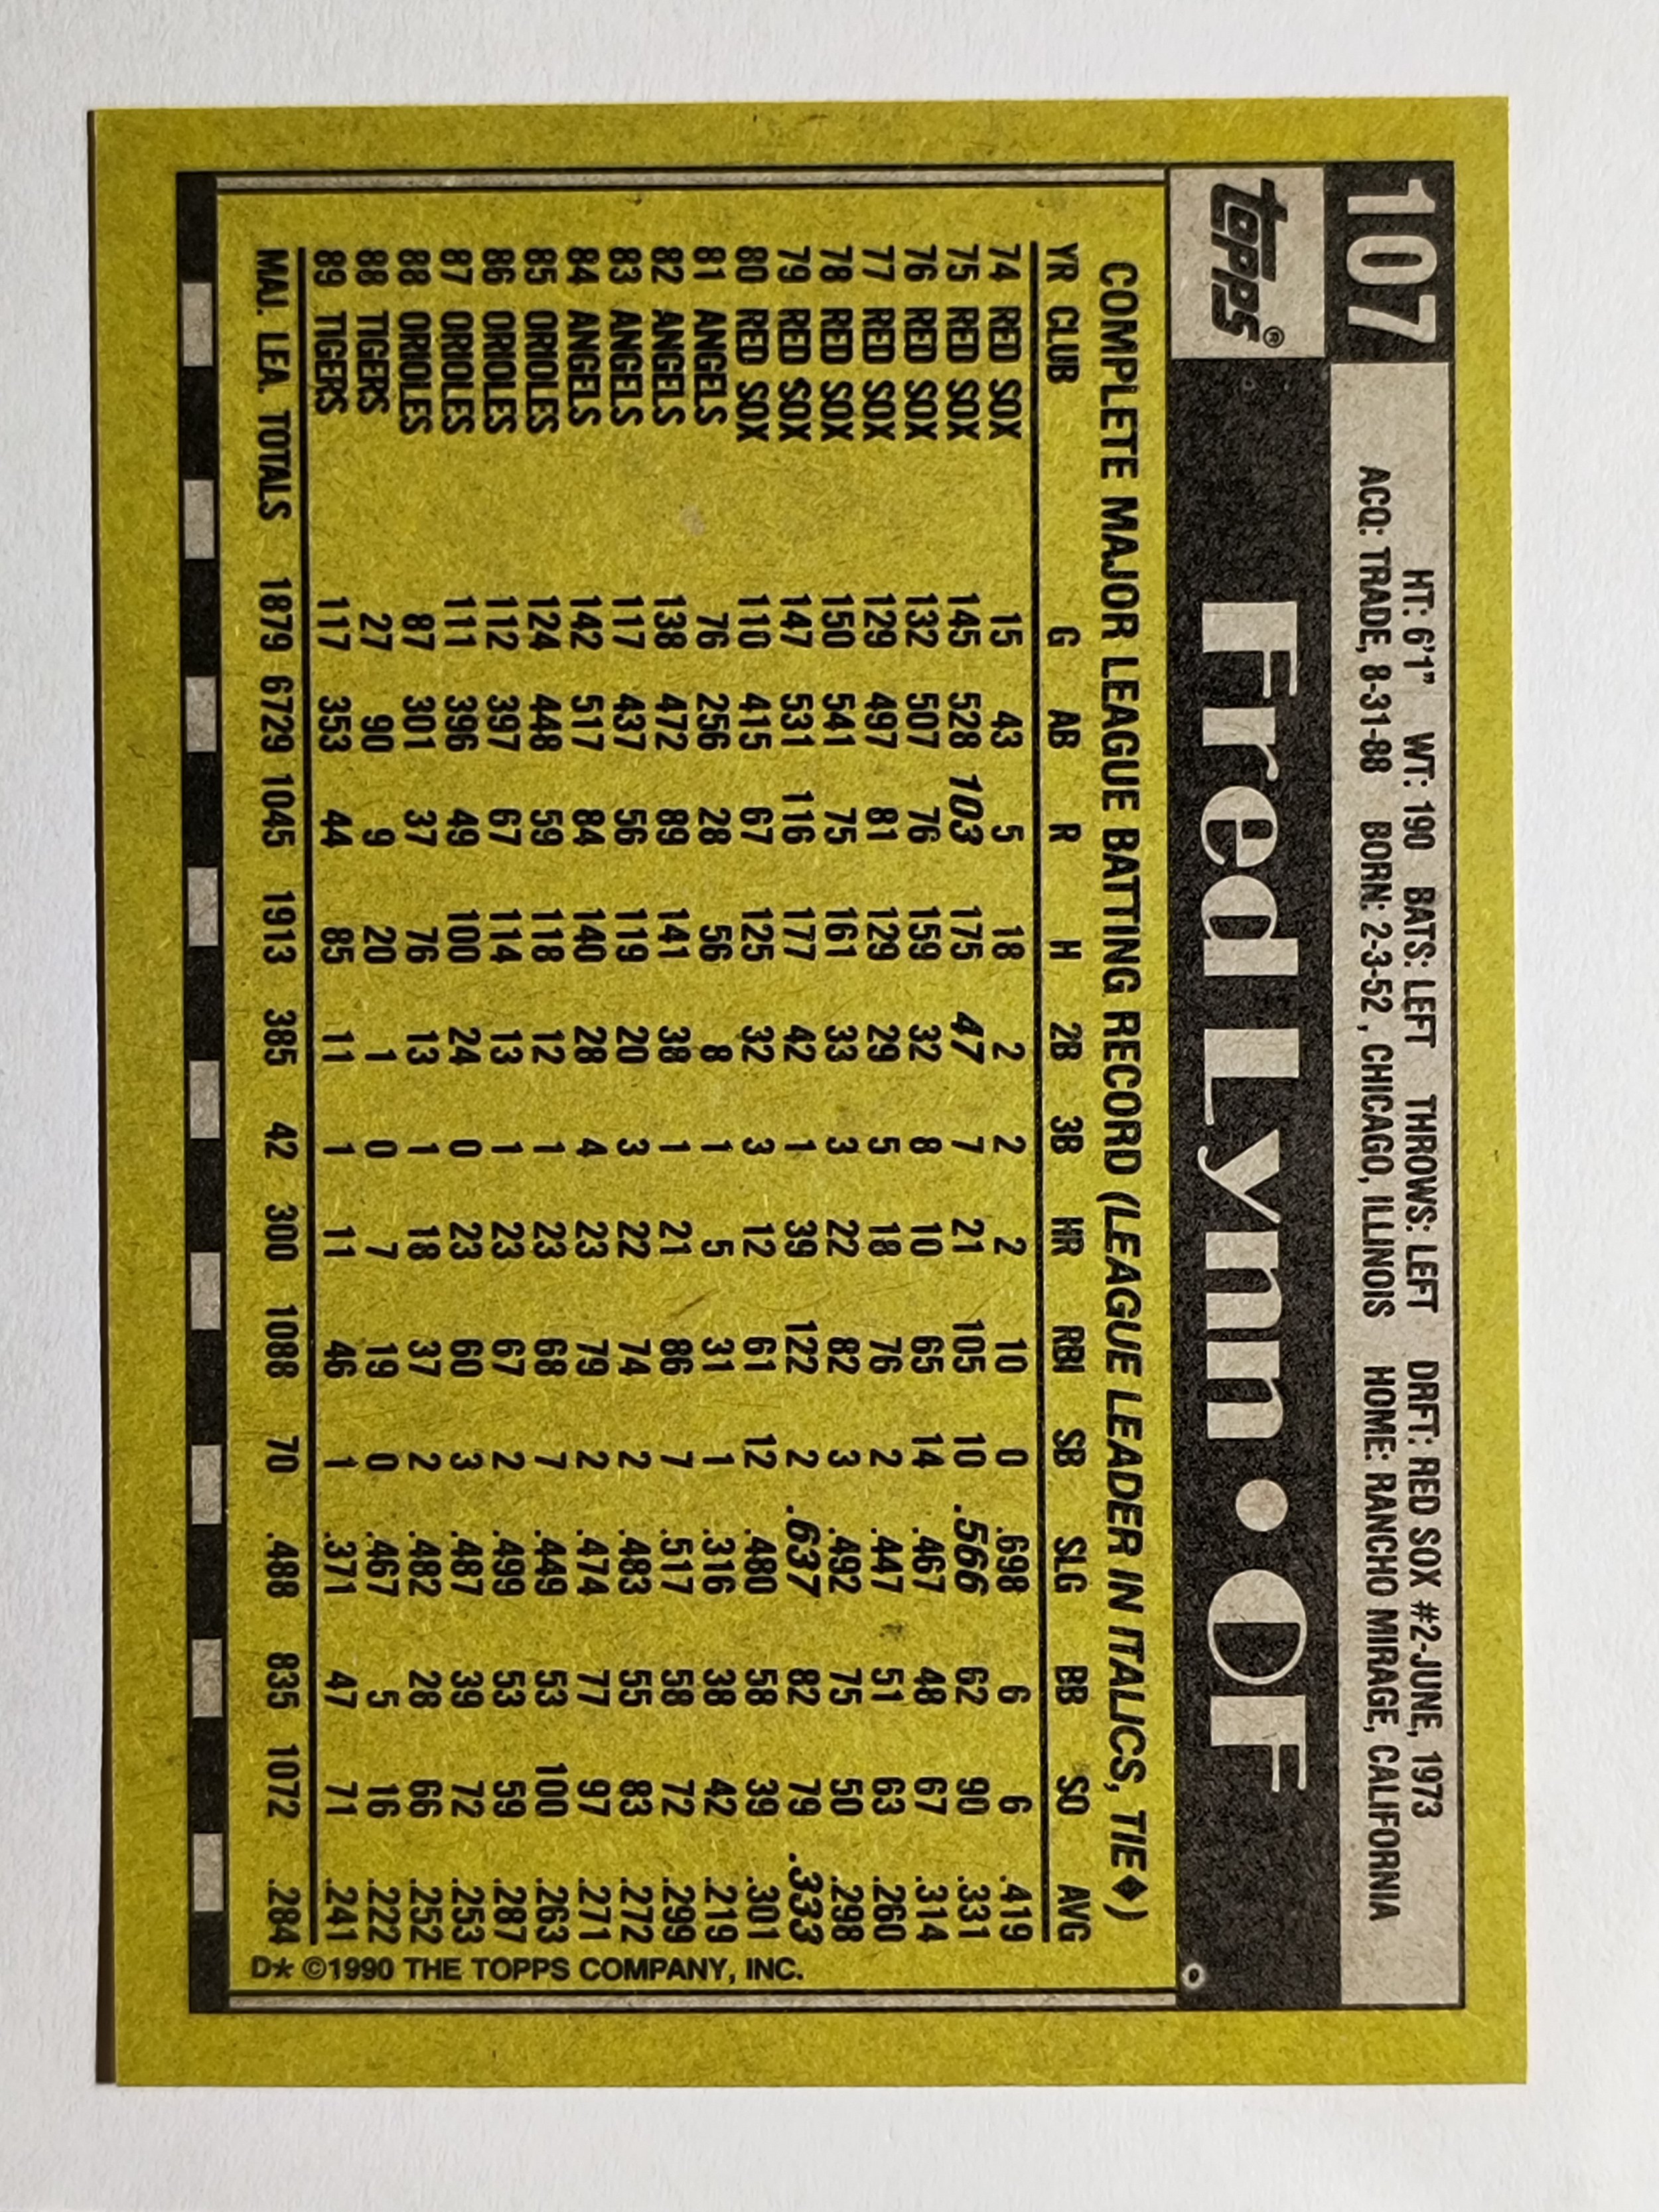 107 HT: 6'1" WT: 190 BATS: LEFT THROWS: LEFT DRFT: RED SOX #2-JUNE, 1973
ACQ: TRADE, 8-31-88 BORN: 2-3-52, CHICAGO, ILLINOIS HOME: RANCHO MIRAGE, CALIFORNIA
topps® Fred Lynn • OF
COMPLETE MAJOR LEAGUE BATTING RECORD (LEAGUE LEADER IN ITALICS, TIE ◆)
YR CLUB G AB R H 2B 3B HR RBI SB SLG BB SO AVG
74 RED SOX 15 43 5 18 2 2 2 10 0 .698 6 6 .419
75 RED SOX 145 528 103 175 47 7 21 105 10 .566 62 90 .331
76 RED SOX 132 507 76 159 32 8 10 65 14 .467 48 67 .314
77 RED SOX 129 497 81 129 29 5 18 76 2 .447 51 63 .260
78 RED SOX 150 541 75 161 33 3 22 82 3 .492 75 50 .298
79 RED SOX 147 531 116 177 42 1 39 122 2 .637 82 79 .333
80 RED SOX 110 415 67 125 32 3 12 61 12 .480 58 39 .301
81 ANGELS 76 256 28 56 8 1 5 31 1 .316 38 42 .219
82 ANGELS 138 472 89 141 38 1 21 86 7 .517 58 72 .299
83 ANGELS 117 437 56 119 20 3 22 74 2 .483 55 83 .272
84 ANGELS 142 517 84 140 28 4 23 79 2 .474 77 97 .271
85 ORIOLES 124 448 59 118 12 1 23 68 7 .449 53 100 .263
86 ORIOLES 112 397 67 114 13 1 23 67 2 .499 53 59 .287
87 ORIOLES 111 396 49 100 24 0 23 60 3 .487 39 72 .253
88 ORIOLES 87 301 37 76 13 1 18 37 2 .482 28 66 .252
88 TIGERS 27 90 9 20 1 0 7 19 0 .467 5 16 .222
89 TIGERS 117 353 44 85 11 1 11 46 1 .371 47 71 .241
MAJ. LEA. TOTALS 1879 6729 1045 1913 385 42 300 1088 70 .488 835 1072 .284
D* ©1990 THE TOPPS COMPANY, INC.